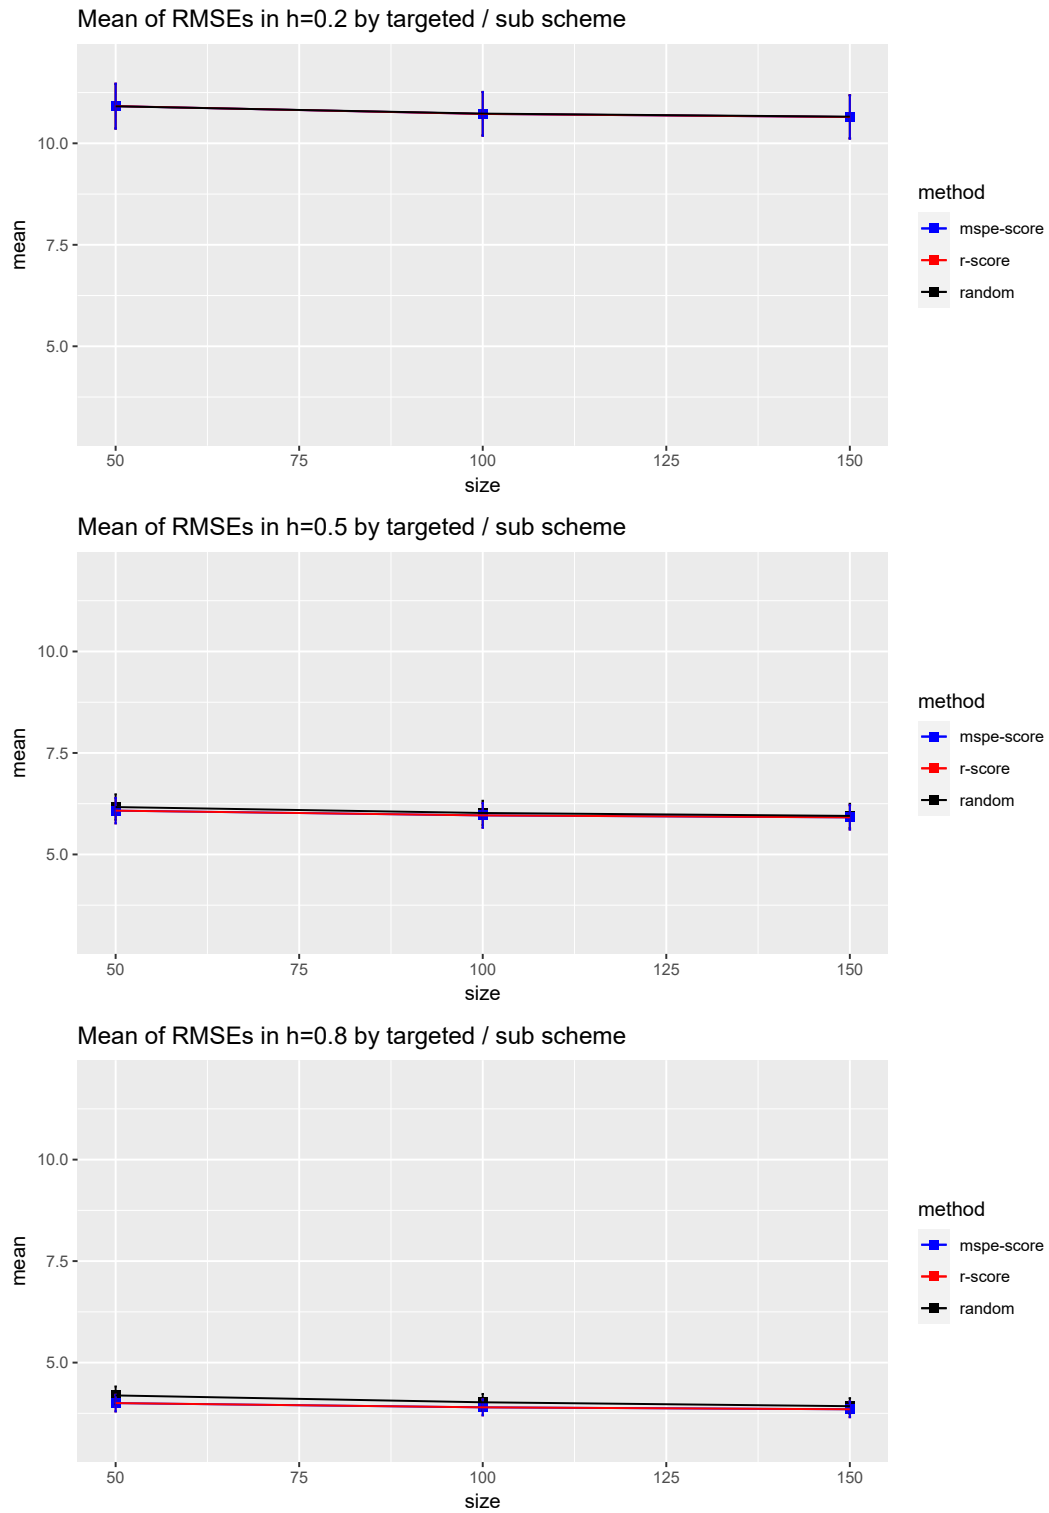 Mean of RMSEs in h=0.2 by targeted / sub scheme
mean
10.0
7.5
5.0
50 75 100 125 150
size
method
mspe-score
r-score
random
Mean of RMSEs in h=0.5 by targeted / sub scheme
mean
10.0
7.5
5.0
50 75 100 125 150
size
method
mspe-score
r-score
random
Mean of RMSEs in h=0.8 by targeted / sub scheme
mean
10.0
7.5
5.0
50 75 100 125 150
size
method
mspe-score
r-score
random